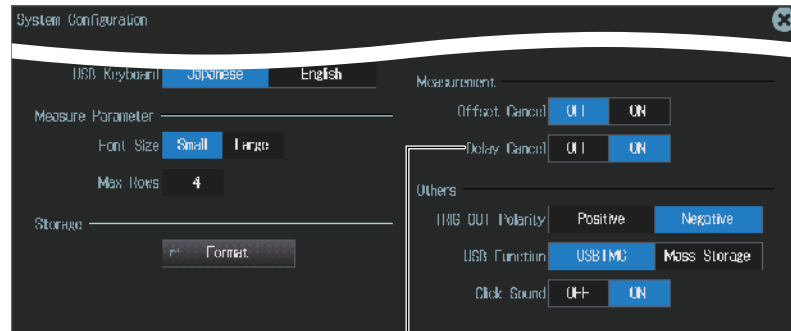 System Configuration
USB Keyboard Japanese English
Measure Parameter
Font Size Small Large
Max Rows 4
Storage
Format
Measurement
Offset Cancel OFF ON
Delay Cancel OFF ON
Others
TRIG OUT Polarity Positive Negative
USB Function USBTMC Mass Storage
Click Sound OFF ON